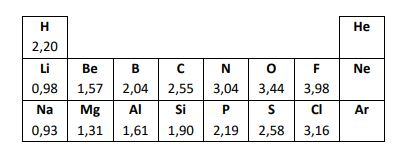 H He
2,20
Li Be B C N O F Ne
0,98 1,57 2,04 2,55 3,04 3,44 3,98
Na Mg Al Si P S Cl Ar
0,93 1,31 1,61 1,90 2,19 2,58 3,16